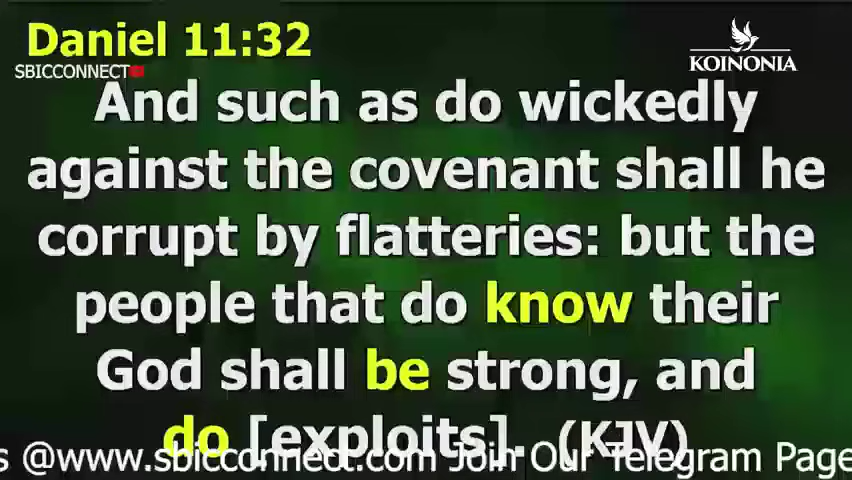 Daniel 11:32
KOINONIA
SBICCONNECT
And such as do wickedly
against the covenant shall he
corrupt by flatteries: but the
people that do know their
God shall be strong, and
do [exploits]. (KJV)
s @www.sbicconnect.com Join Our Telegram Page